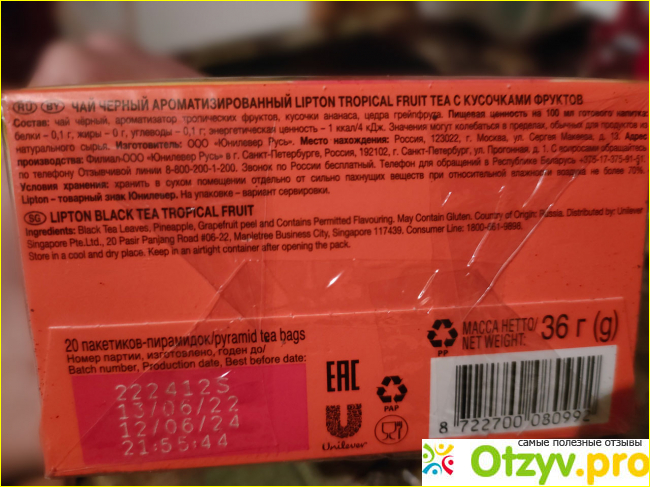 RU BY ЧАЙ ЧЁРНЫЙ АРОМАТИЗИРОВАННЫЙ LIPTON TROPICAL FRUIT TEA С КУСОЧКАМИ ФРУКТОВ
Состав: чай чёрный, ароматизатор тропических фруктов, кусочки ананаса, цедра грейпфрута. Пищевая ценность на 100 мл готового напитка:
белки – 0,1 г, жиры – 0 г, углеводы – 0,1 г; энергетическая ценность – 1 ккал/4 кДж. Значения могут колебаться в пределах, обычных для продуктов из
натурального сырья. Изготовитель: ООО «Юнилевер Русь». Место нахождения: Россия, 123022, г. Москва, ул. Сергея Макеева, д. 13. Адрес
производства: Филиал ООО «Юнилевер Русь» в г. Санкт-Петербурге, Россия, 192102, г. Санкт-Петербург, ул. Прогонная, д. 1. С вопросами обращайтесь
по телефону Отзывчивой линии 8-800-200-1-200. Звонок по России бесплатный. Телефон для обращений в Республике Беларусь
Условия хранения: хранить в сухом помещении отдельно от сильно пахнущих веществ при относительной влажности воздуха не более 70%.
Lipton – товарный знак Юнилевер. На упаковке – вариант сервировки.
SG LIPTON BLACK TEA TROPICAL FRUIT
Ingredients: Black Tea Leaves, Pineapple, Grapefruit peel and Contains Permitted Flavouring. May Contain Gluten. Country of Origin: Russia. Distributed by: Unilever
Singapore Pte.Ltd., 20 Pasir Panjang Road #06-22, Mapletree Business City, Singapore 117439. Consumer Line: 1800-661-9898.
Store in a cool and dry place. Keep in an airtight container after opening the pack.
20 пакетиков-пирамидок/pyramid tea bags
Номер партии, изготовлено, годен до/
Batch number, Production date, Best before date:
2224123
13/06/22
12/06/24
21:55:44
EAC
Unilever
PAP
PP
МАССА НЕТТО/
NET WEIGHT:
36 г (g)
8 722700 08099
самые полезные отзывы
Otzyv.pro